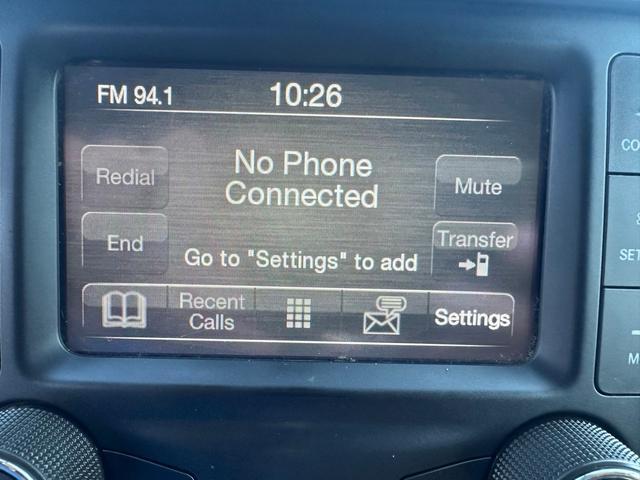 FM 94.1
10:26
No Phone
Connected
Redial
Mute
End
Transfer
Go to "Settings" to add
Recent
Calls
Settings